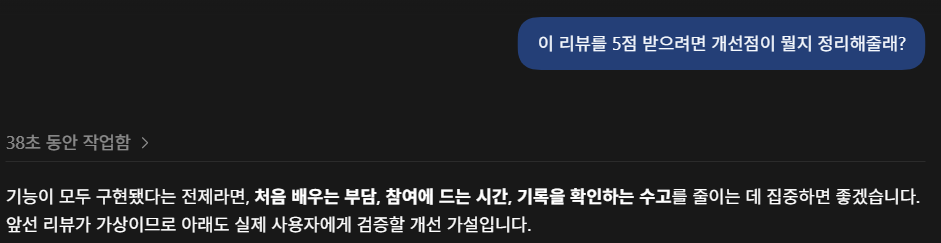 이 리뷰를 5점 받으려면 개선점이 뭘지 정리해줄래?
38초 동안 작업함 >
기능이 모두 구현됐다는 전제라면, 처음 배우는 부담, 참여에 드는 시간, 기록을 확인하는 수고를 줄이는 데 집중하면 좋겠습니다.
앞선 리뷰가 가상이므로 아래도 실제 사용자에게 검증할 개선 가설입니다.